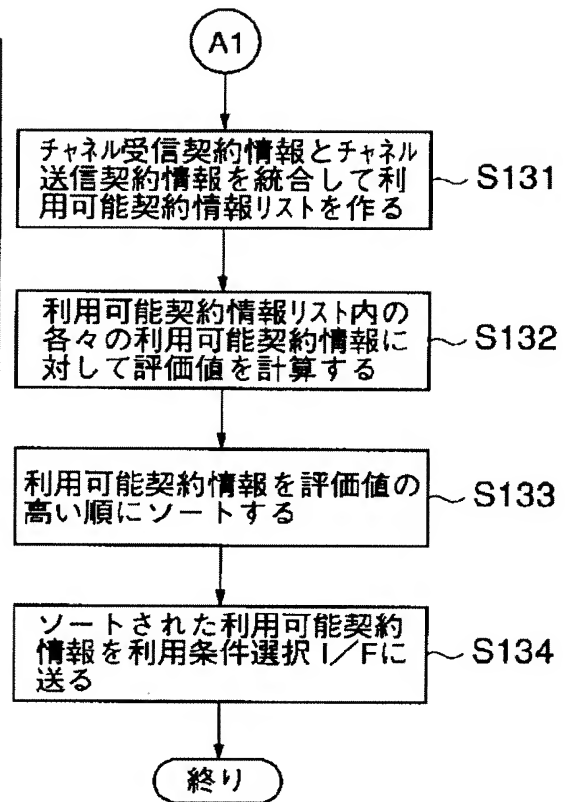 A1
チャネル受信契約情報とチャネル
送信契約情報を統合して利
用可能契約情報リストを作る
S131
利用可能契約情報リスト内の
各々の利用可能契約情報に
対して評価値を計算する
S132
利用可能契約情報を評価値の
高い順にソートする
S133
ソートされた利用可能契約
情報を利用条件選択I／Fに
送る
S134
終り